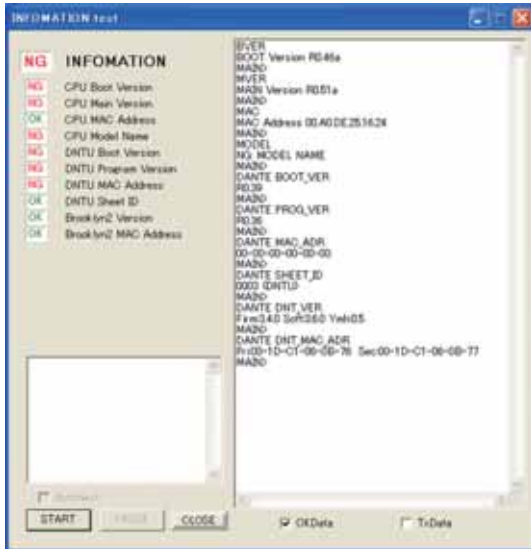 INFOMATION test
NG INFOMATION
NG CPU Boot Version
NG CPU Main Version
OK CPU MAC Address
NG CPU Model Name
NG DNTU Boot Version
NG DNTU Program Version
NG DNTU MAC Address
OK DNTU Sheet ID
OK Brooklyn2 Version
OK Brooklyn2 MAC Address
BVER
BOOT Version R0.46a
MAIN>
MVER
MAIN Version R0.51a
MAIN>
MAC
MAC Address 00.A0.DE.25.16.24
MAIN>
MODEL
NG: MODEL NAME
MAIN>
DANTE BOOT_VER
R0.39
MAIN>
DANTE PROG_VER
R0.36
MAIN>
DANTE MAC_ADR
00-00-00-00-00-00
MAIN>
DANTE SHEET_ID
0003 (DNTU)
MAIN>
DANTE DNT_VER
Firm3.4.0 Soft3.6.0 Ymh0.5
MAIN>
DANTE DNT_MAC_ADR
Pri:00-1D-C1-06-0B-76 Sec:00-1D-C1-06-0B-77
MAIN>
START
CLOSE
OKData
TxData